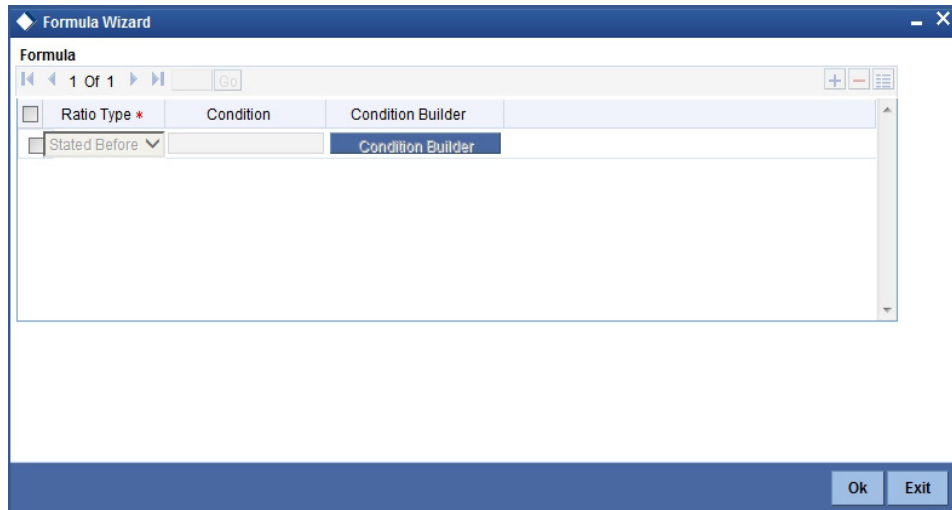 Formula Wizard
Formula
1 Of 1 Go
Ratio Type * Condition Condition Builder
Stated Before Condition Builder
Ok Exit